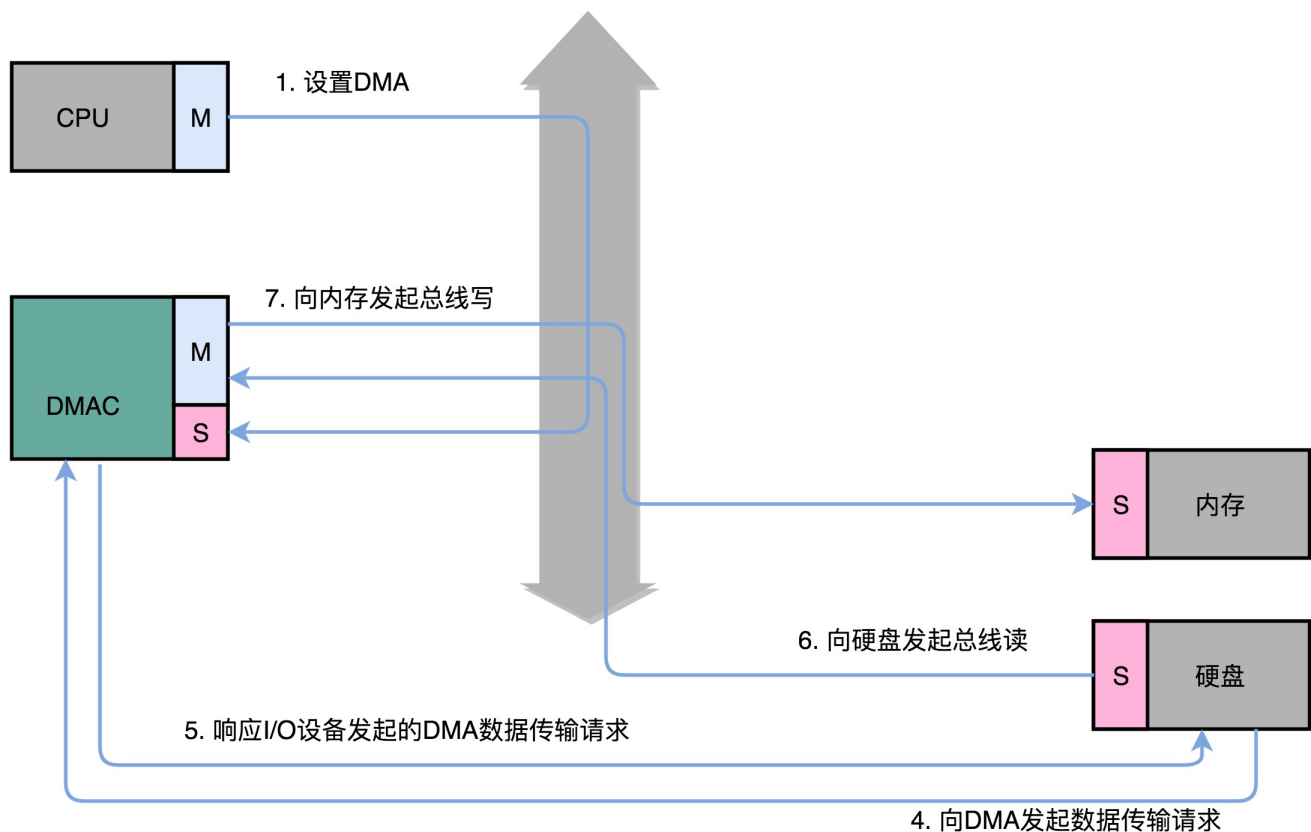 1. 设置DMA
CPU
M
7. 向内存发起总线写
M
DMAC
S
S
内存
6. 向硬盘发起总线读
S
硬盘
5. 响应I/O设备发起的DMA数据传输请求
4. 向DMA发起数据传输请求